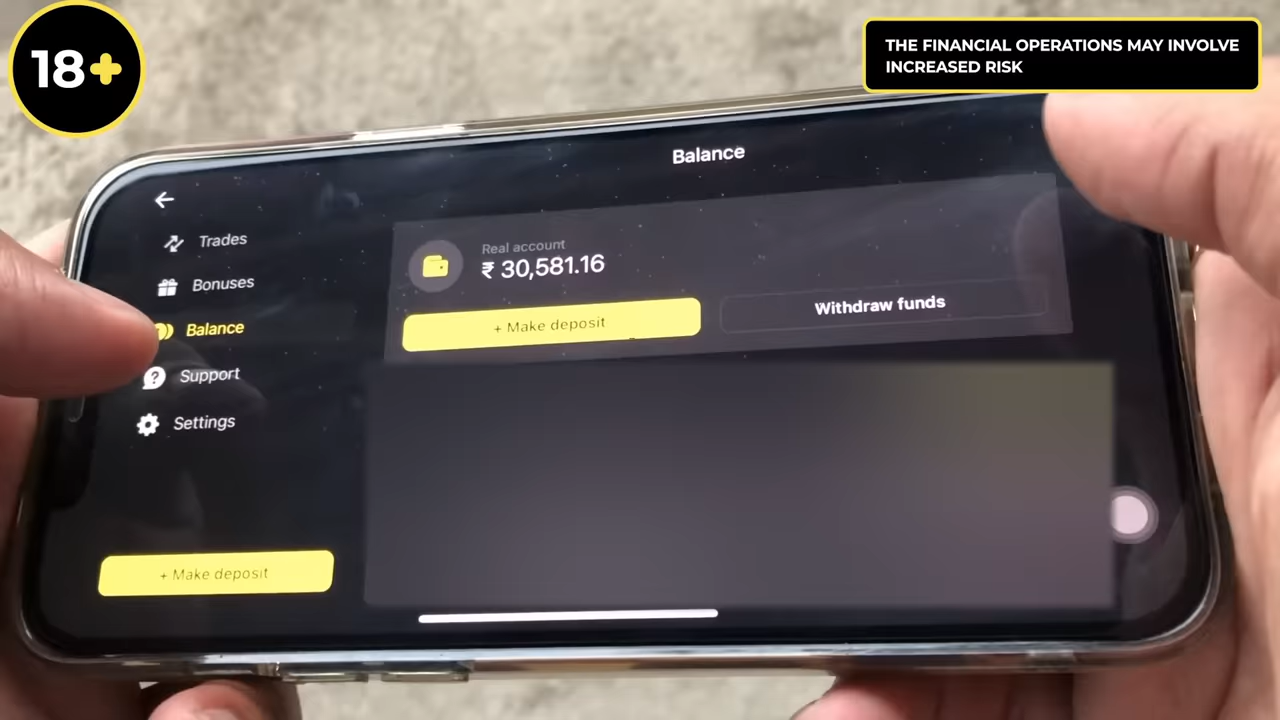 18+
THE FINANCIAL OPERATIONS MAY INVOLVE
INCREASED RISK
Balance
Trades
Bonuses
Balance
Support
Settings
+ Make deposit
Real account
₹ 30,581.16
+ Make deposit
Withdraw funds